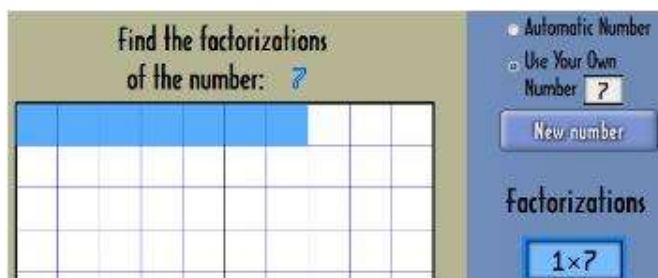 Find the factorizations
of the number: 7
Automatic Number
Use Your Own
Number 7
New number
Factorizations
1×7